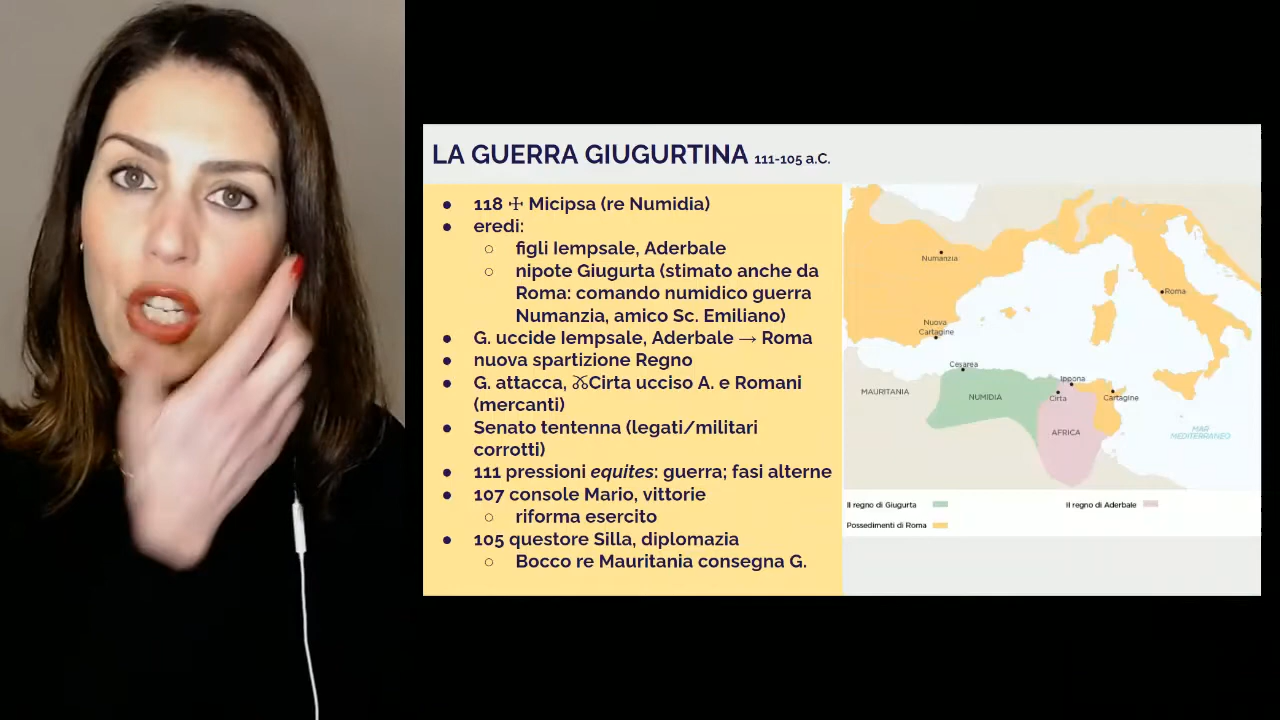 LA GUERRA GIUGURTINA 111-105 a.C.
● 118 ☩ Micipsa (re Numidia)
● eredi:
○ figli Iempsale, Aderbale
○ nipote Giugurta (stimato anche da
Roma: comando numidico guerra
Numanzia, amico Sc. Emiliano)
● G. uccide Iempsale, Aderbale → Roma
● nuova spartizione Regno
● G. attacca, ⛣Cirta ucciso A. e Romani
(mercanti)
● Senato tentenna (legati/militari
corrotti)
● 111 pressioni equites: guerra; fasi alterne
● 107 console Mario, vittorie
○ riforma esercito
● 105 questore Silla, diplomazia
○ Bocco re Mauritania consegna G.
Numanzia
Roma
Nuova
Cartagine
Cesarea
Ippona
MAURITANIA
NUMIDIA
Cirta
Cartagine
AFRICA
MAR
MEDITERRANEO
Il regno di Giugurta
Il regno di Aderbale
Possedimenti di Roma